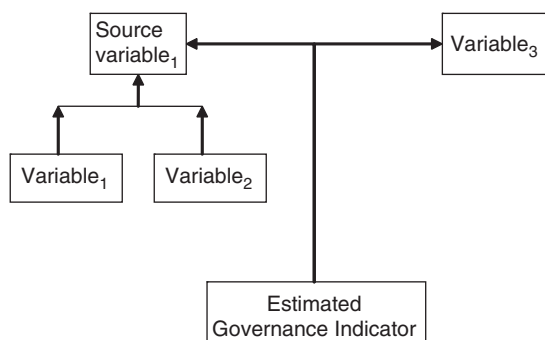 Source
variable₁
Variable₃
Variable₁
Variable₂
Estimated
Governance Indicator